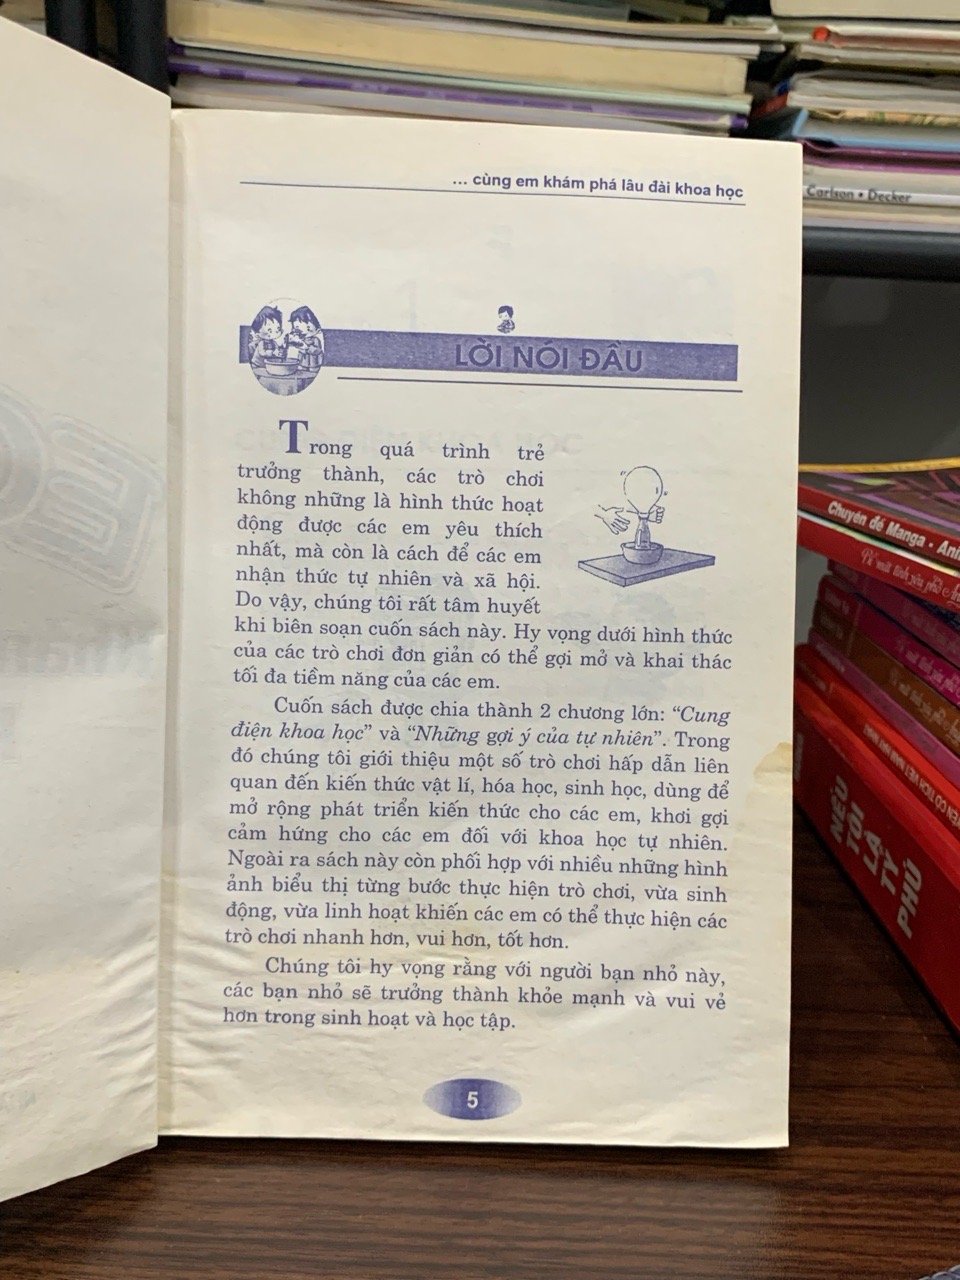 ... cùng em khám phá lâu đài khoa học
Carlson • Decker
LỜI NÓI ĐẦU
Trong quá trình trẻ
trưởng thành, các trò chơi
không những là hình thức hoạt
động được các em yêu thích
nhất, mà còn là cách để các em
nhận thức tự nhiên và xã hội.
Do vậy, chúng tôi rất tâm huyết
khi biên soạn cuốn sách này. Hy vọng dưới hình thức
của các trò chơi đơn giản có thể gợi mở và khai thác
tối đa tiềm năng của các em.
Cuốn sách được chia thành 2 chương lớn: “Cung
điện khoa học” và “Những gợi ý của tự nhiên”. Trong
đó chúng tôi giới thiệu một số trò chơi hấp dẫn liên
quan đến kiến thức vật lí, hóa học, sinh học, dùng để
mở rộng phát triển kiến thức cho các em, khơi gợi
cảm hứng cho các em đối với khoa học tự nhiên.
Ngoài ra sách này còn phối hợp với nhiều những hình
ảnh biểu thị từng bước thực hiện trò chơi, vừa sinh
động, vừa linh hoạt khiến các em có thể thực hiện các
trò chơi nhanh hơn, vui hơn, tốt hơn.
Chúng tôi hy vọng rằng với người bạn nhỏ này,
các bạn nhỏ sẽ trưởng thành khỏe mạnh và vui vẻ
hơn trong sinh hoạt và học tập.
5
Chuyên đề Manga • Ani
Vẻ mặt tình yêu
NẾU
TÔI
LÀ
TỶ
PHÚ